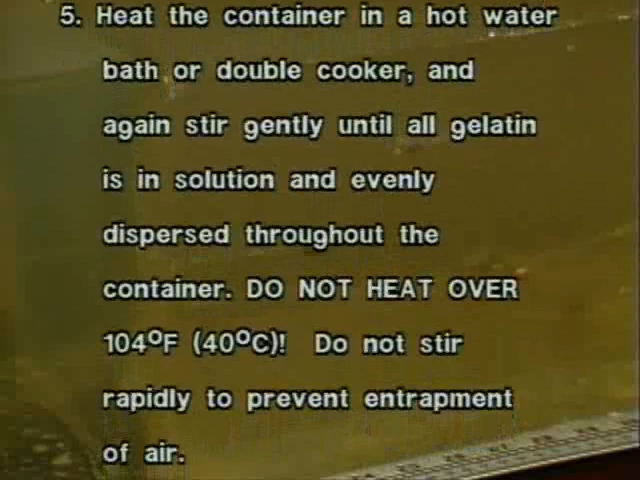 5. Heat the container in a hot water
bath or double cooker, and
again stir gently until all gelatin
is in solution and evenly
dispersed throughout the
container. DO NOT HEAT OVER
104ºF (40ºC)! Do not stir
rapidly to prevent entrapment
of air.